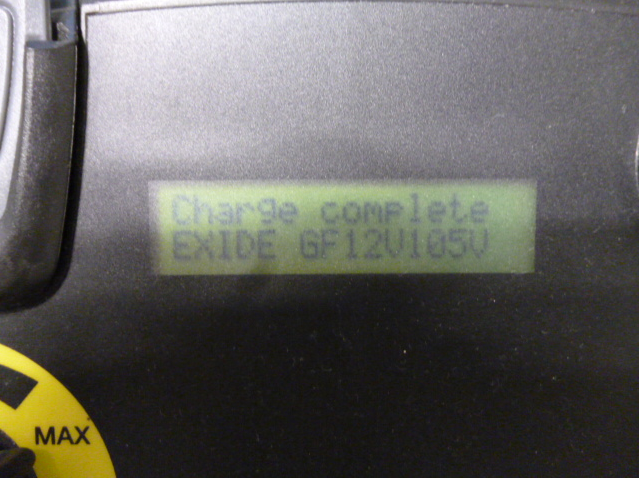 Charge complete
EXIDE GF12V105V
MAX